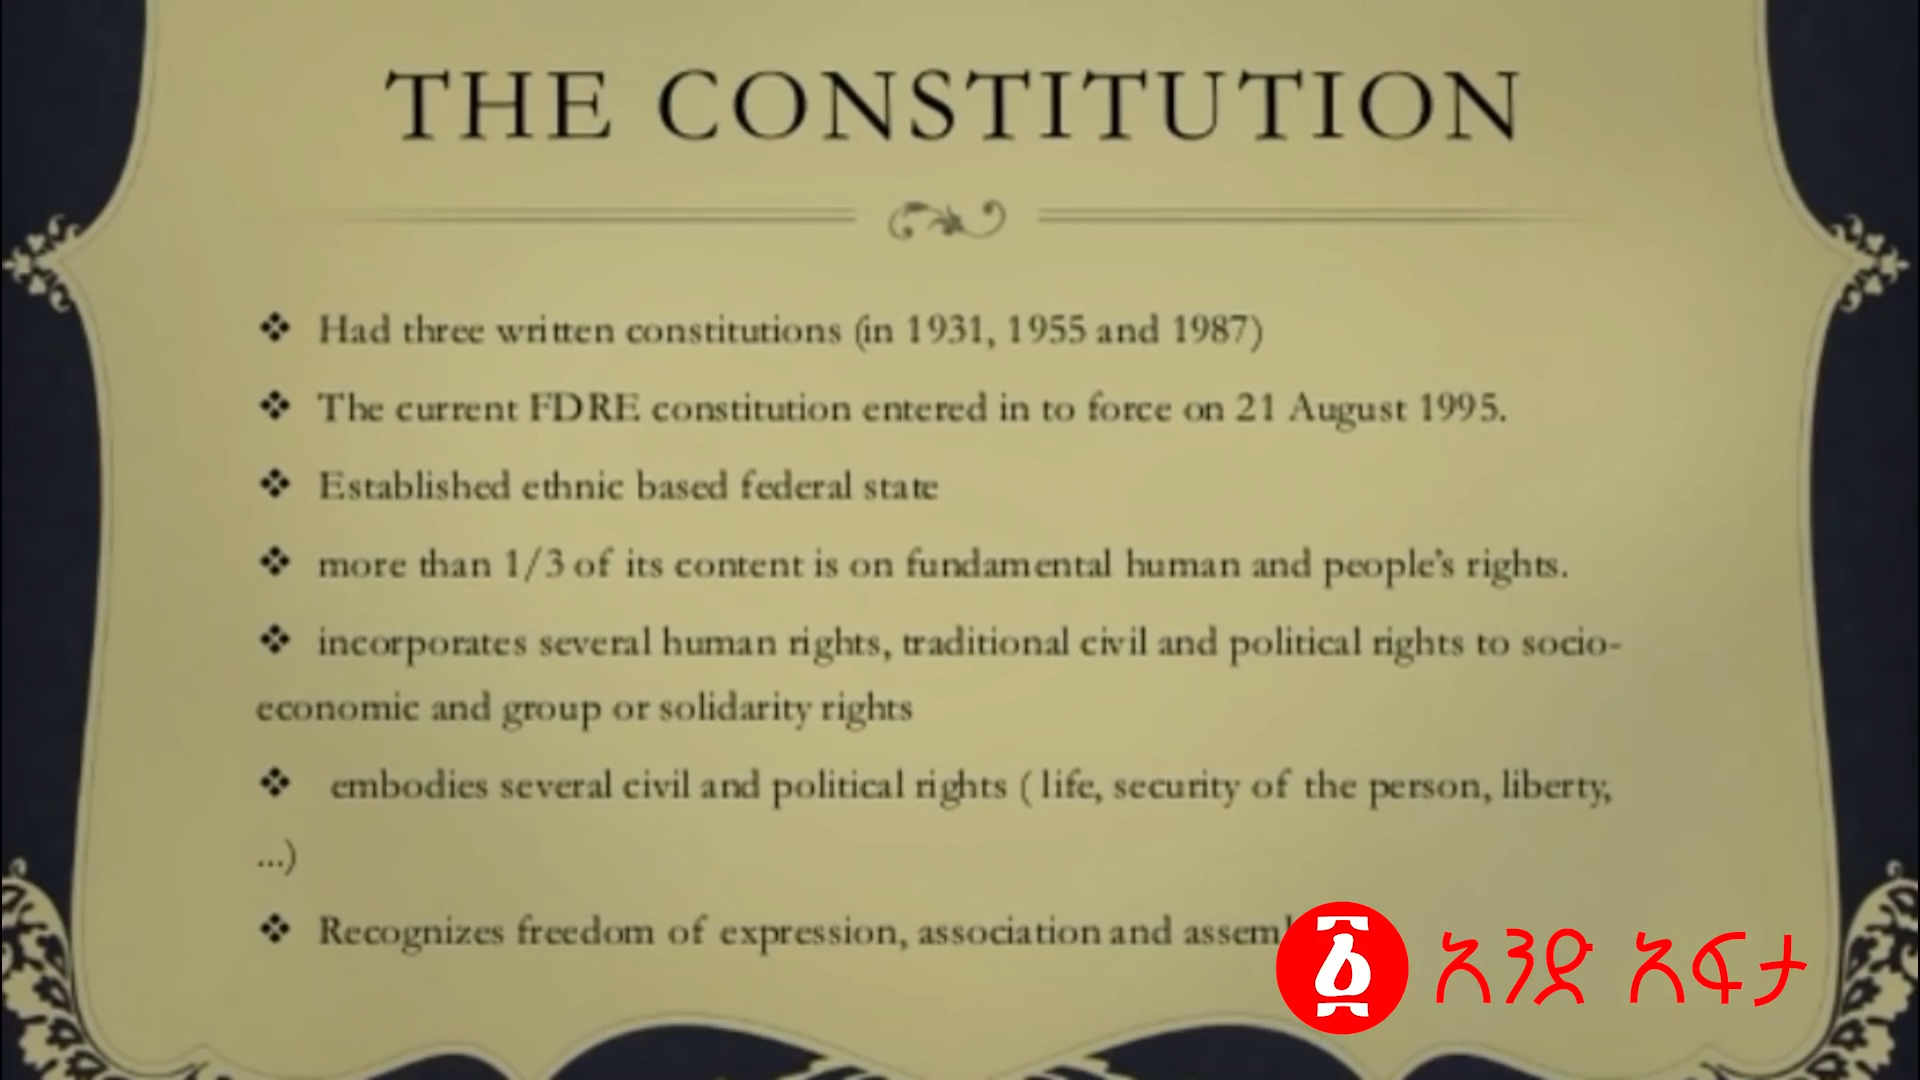 THE CONSTITUTION
❖ Had three written constitutions (in 1931, 1955 and 1987)
❖ The current FDRE constitution entered in to force on 21 August 1995.
❖ Established ethnic based federal state
❖ more than 1/3 of its content is on fundamental human and people’s rights.
❖ incorporates several human rights, traditional civil and political rights to socio-
economic and group or solidarity rights
❖ embodies several civil and political rights ( life, security of the person, liberty,
...)
❖ Recognizes freedom of expression, association and
አንድ አፍታ